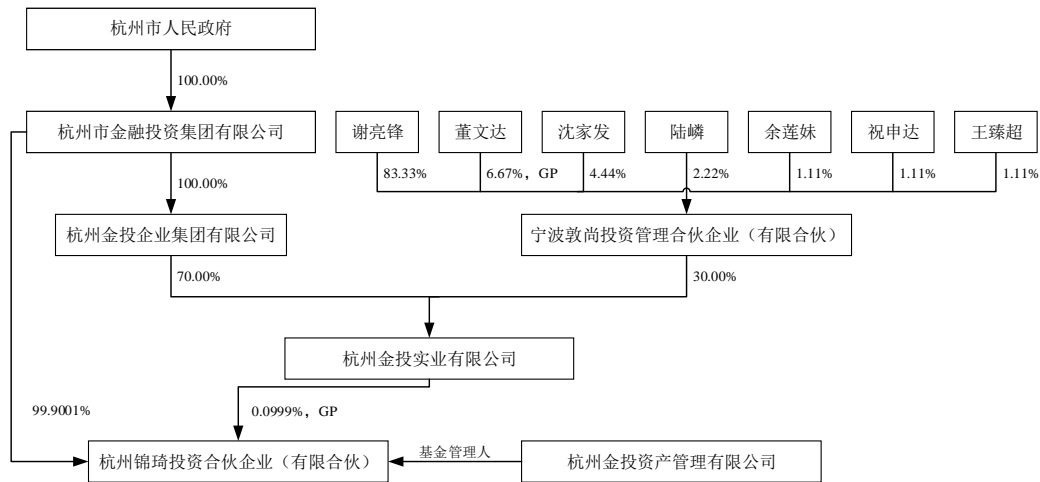 杭州市人民政府
100.00%
杭州市金融投资集团有限公司
谢亮锋
董文达
沈家发
陆嶙
余莲妹
祝申达
王臻超
83.33%
6.67%，GP
4.44%
2.22%
1.11%
1.11%
1.11%
100.00%
杭州金投企业集团有限公司
宁波敦尚投资管理合伙企业（有限合伙）
70.00%
30.00%
杭州金投实业有限公司
99.9001%
0.0999%，GP
杭州锦琦投资合伙企业（有限合伙）
基金管理人
杭州金投资产管理有限公司